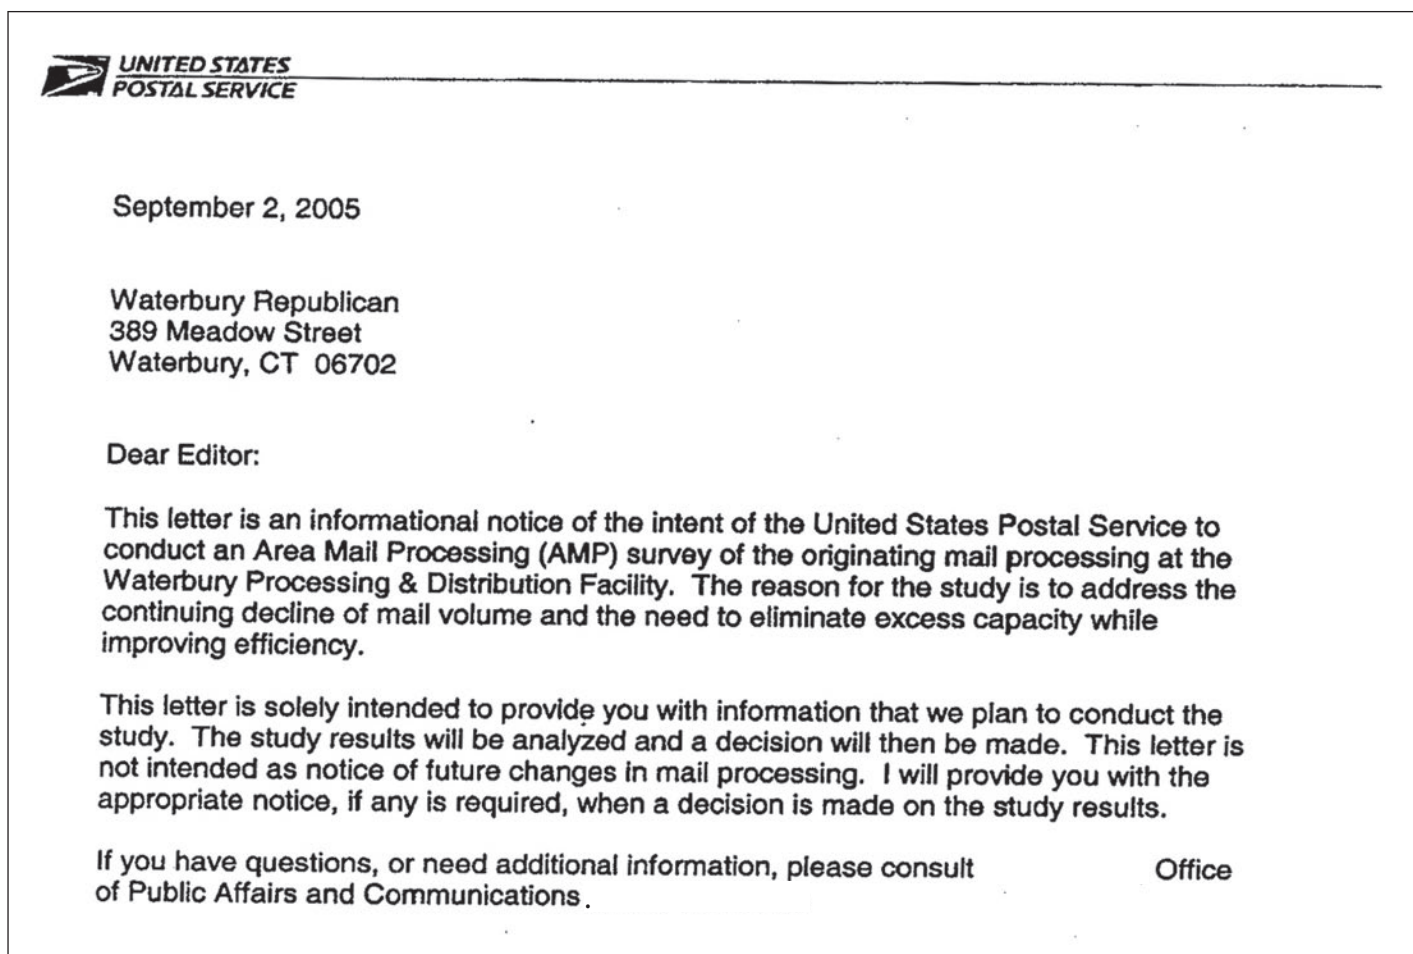 UNITED STATES
POSTAL SERVICE
September 2, 2005
Waterbury Republican
389 Meadow Street
Waterbury, CT 06702
Dear Editor:
This letter is an informational notice of the intent of the United States Postal Service to
conduct an Area Mail Processing (AMP) survey of the originating mail processing at the
Waterbury Processing & Distribution Facility. The reason for the study is to address the
continuing decline of mail volume and the need to eliminate excess capacity while
improving efficiency.
This letter is solely intended to provide you with information that we plan to conduct the
study. The study results will be analyzed and a decision will then be made. This letter is
not intended as notice of future changes in mail processing. I will provide you with the
appropriate notice, if any is required, when a decision is made on the study results.
If you have questions, or need additional information, please consult Office
of Public Affairs and Communications.